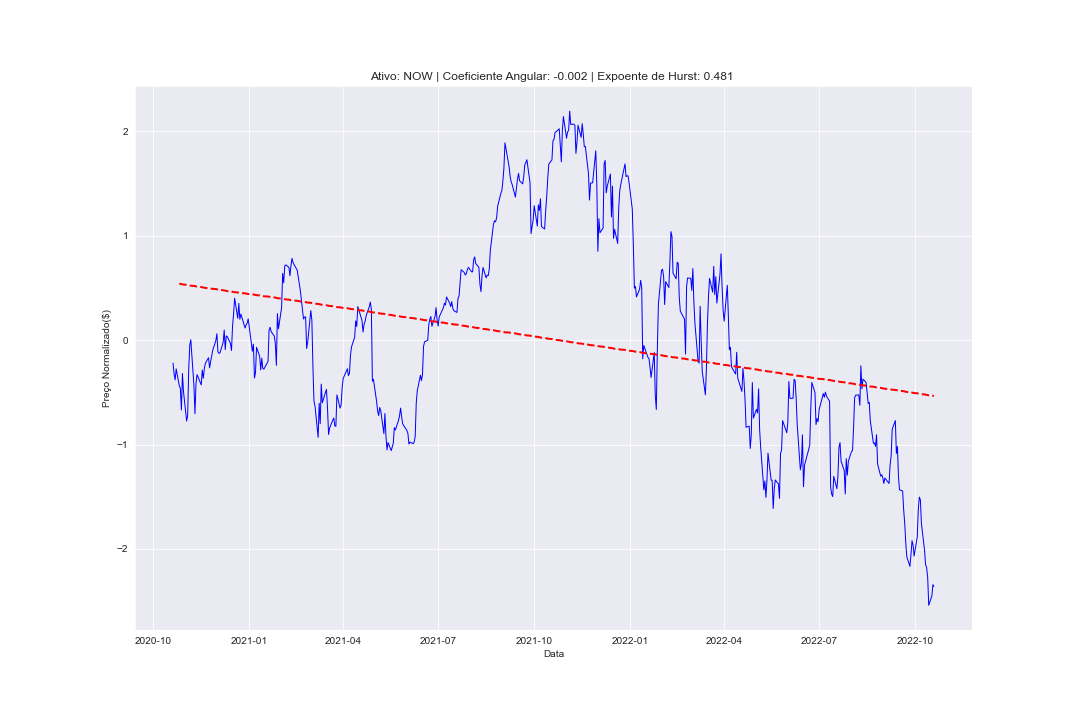 Ativo: NOW | Coeficiente Angular: -0.002 | Expoente de Hurst: 0.481
Preço Normalizado($)
2
1
0
−1
−2
2020-10 2021-01 2021-04 2021-07 2021-10 2022-01 2022-04 2022-07 2022-10
Data